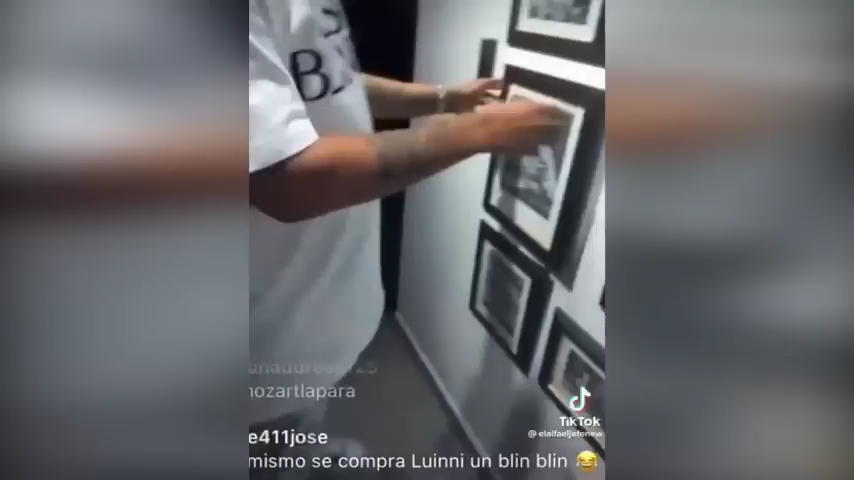 B
mozartlapara
e411jose
mismo se compra Luinni un blin blin 😂
TikTok
@ elalfaeljefenew